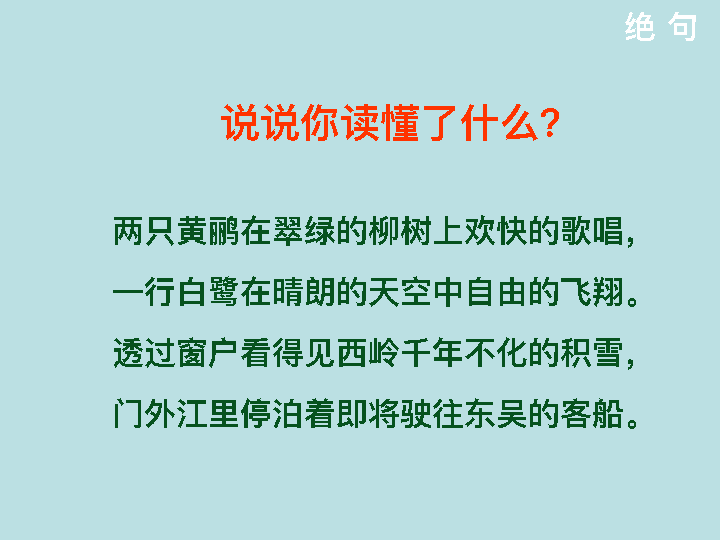 绝 句
说说你读懂了什么?
两只黄鹂在翠绿的柳树上欢快的歌唱，
一行白鹭在晴朗的天空中自由的飞翔。
透过窗户看得见西岭千年不化的积雪，
门外江里停泊着即将驶往东吴的客船。